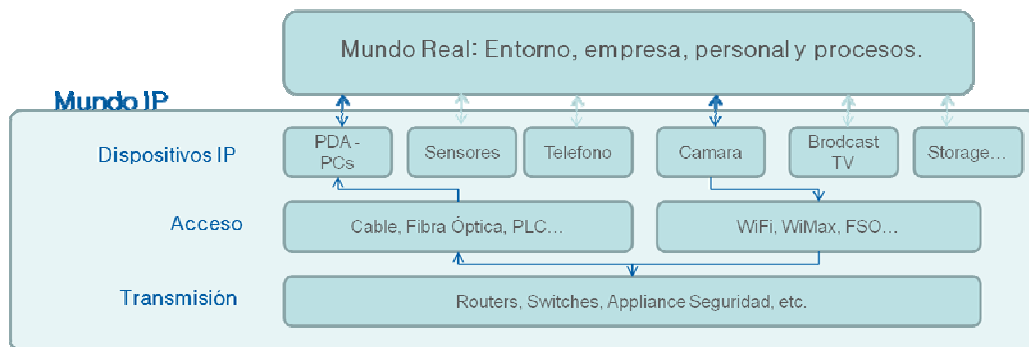 Mundo Real: Entorno, empresa, personal y procesos.
Mundo IP
Dispositivos IP
PDA -
PCs
Sensores
Telefono
Camara
Brodcast
TV
Storage...
Acceso
Cable, Fibra Óptica, PLC...
WiFi, WiMax, FSO...
Transmisión
Routers, Switches, Appliance Seguridad, etc.